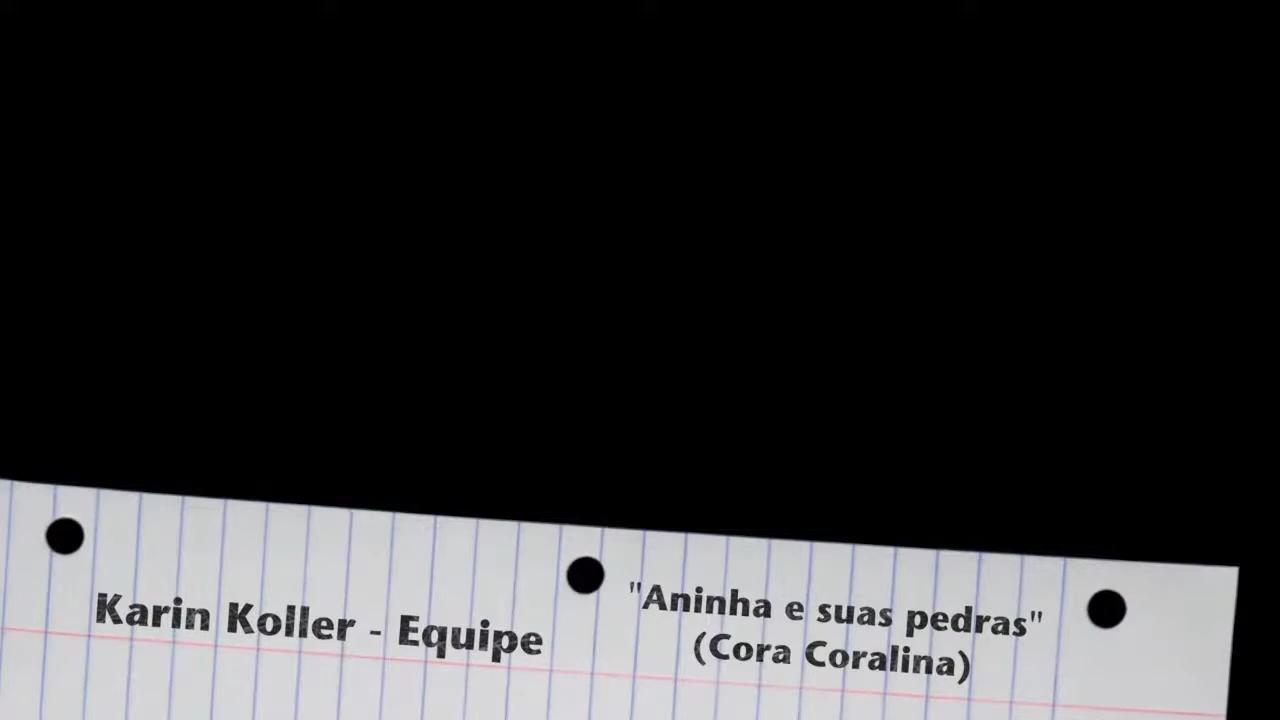 Karin Koller - Equipe
"Aninha e suas pedras"
(Cora Coralina)